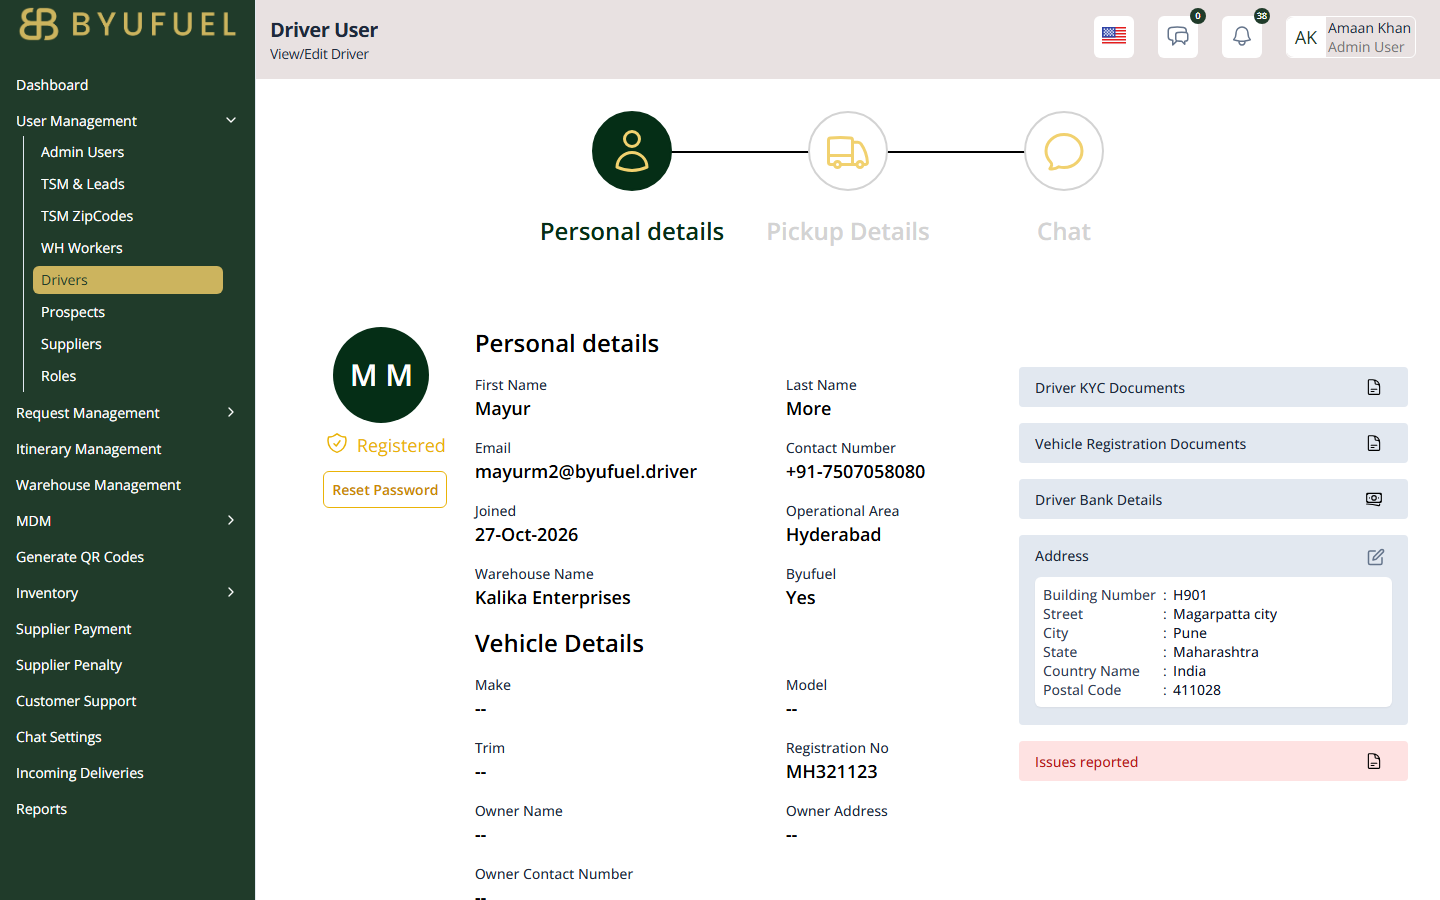 BYUFUEL
Dashboard
User Management
Admin Users
TSM & Leads
TSM ZipCodes
WH Workers
Drivers
Prospects
Suppliers
Roles
Request Management
Itinerary Management
Warehouse Management
MDM
Generate QR Codes
Inventory
Supplier Payment
Supplier Penalty
Customer Support
Chat Settings
Incoming Deliveries
Reports
Driver User
View/Edit Driver
0
38
AK
Amaan Khan
Admin User
Personal details
Pickup Details
Chat
M M
Registered
Reset Password
Personal details
First Name
Mayur
Last Name
More
Email
mayurm2@byufuel.driver
Contact Number
+91-7507058080
Joined
27-Oct-2026
Operational Area
Hyderabad
Warehouse Name
Kalika Enterprises
Byufuel
Yes
Vehicle Details
Make
--
Model
--
Trim
--
Registration No
MH321123
Owner Name
--
Owner Address
--
Owner Contact Number
--
Driver KYC Documents
Vehicle Registration Documents
Driver Bank Details
Address
Building Number : H901
Street : Magarpatta city
City : Pune
State : Maharashtra
Country Name : India
Postal Code : 411028
Issues reported